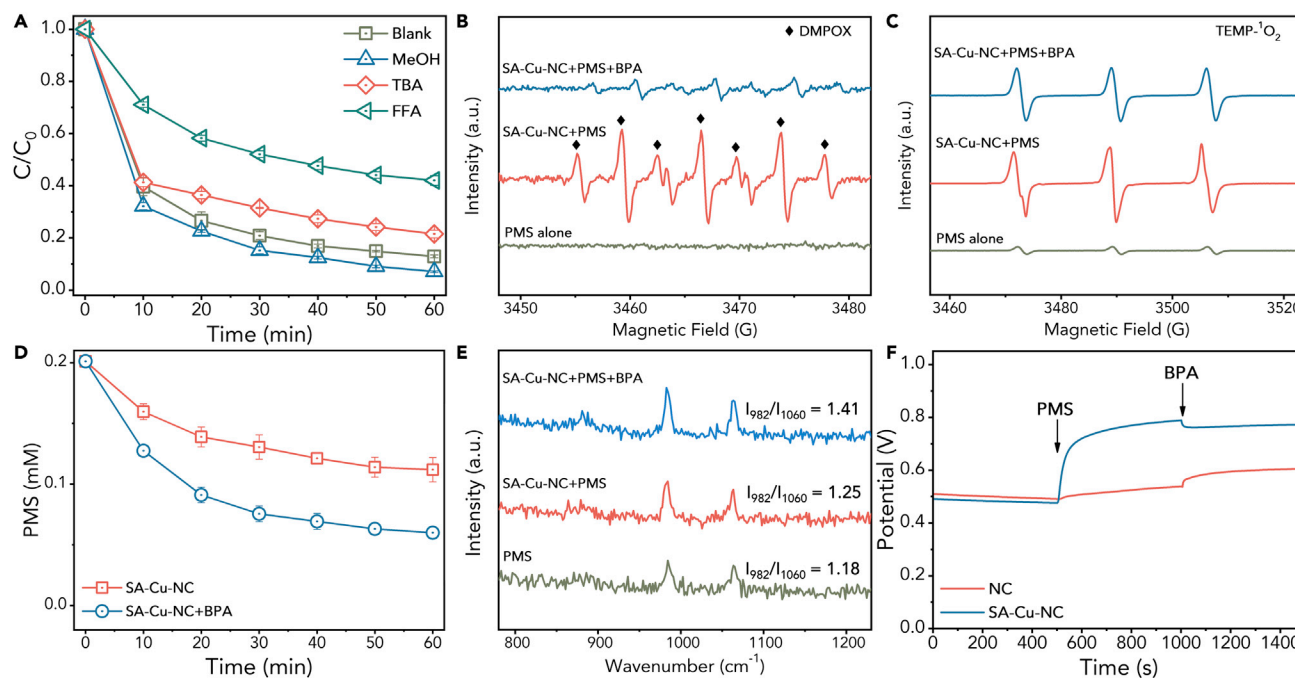 A
Blank
MeOH
TBA
FFA
1.0
0.8
0.6
0.4
0.2
0.0
C/C₀
0 10 20 30 40 50 60
Time (min)
B
♦ DMPOX
SA-Cu-NC+PMS+BPA
SA-Cu-NC+PMS
PMS alone
Intensity (a.u.)
3450 3460 3470 3480
Magnetic Field (G)
C
TEMP-¹O₂
SA-Cu-NC+PMS+BPA
SA-Cu-NC+PMS
PMS alone
Intensity (a.u.)
3460 3480 3500 3520
Magnetic Field (G)
D
0.2
0.1
0.0
PMS (mM)
SA-Cu-NC
SA-Cu-NC+BPA
0 10 20 30 40 50 60
Time (min)
E
SA-Cu-NC+PMS+BPA
I₉₈₂/I₁₀₆₀ = 1.41
SA-Cu-NC+PMS
I₉₈₂/I₁₀₆₀ = 1.25
PMS
I₉₈₂/I₁₀₆₀ = 1.18
Intensity (a.u.)
800 900 1000 1100 1200
Wavenumber (cm⁻¹)
F
1.0
0.8
0.6
0.4
0.2
0.0
Potential (V)
PMS
BPA
NC
SA-Cu-NC
0 200 400 600 800 1000 1200 1400
Time (s)